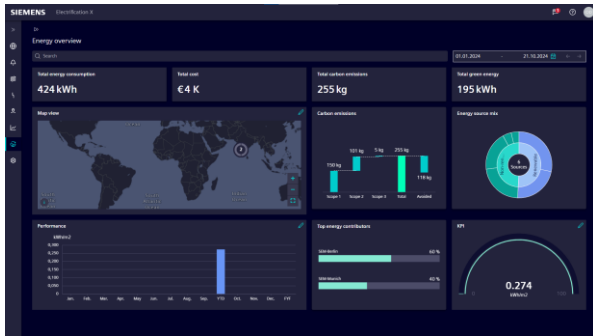 SIEMENS Electrification X
Energy overview
Search
01.01.2024 - 21.10.2024
Total energy consumption
424 kWh
Total cost
€4 K
Total carbon emissions
255 kg
Total green energy
195 kWh
Map view
2
Carbon emissions
150 kg
101 kg
5 kg
255 kg
118 kg
Scope 1 Scope 2 Scope 3 Total Avoided
Energy source mix
6
Sources
Performance
kWh/m2
0,300
0,250
0,200
0,150
0,100
0,050
0
Jan. Feb. Mar. Apr. May Jun. Jul. Aug. Sep. YTD Oct. Nov. Dec. FYF
Top energy contributors
SEM-Berlin 60 %
SEM-Munich 40 %
KPI
0.274
kWh/m2
0
100